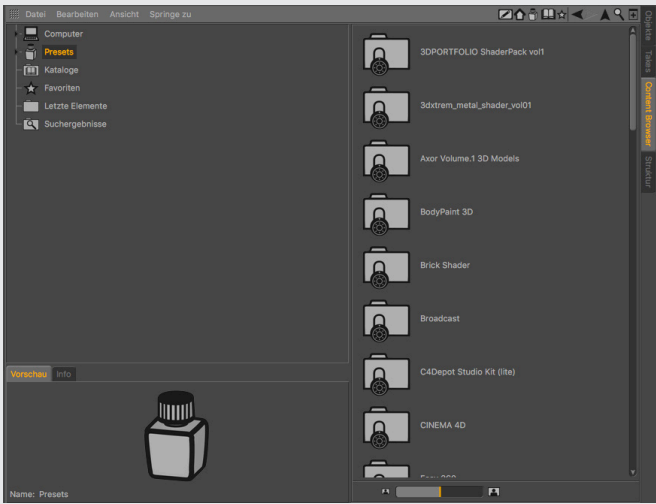 Datei Bearbeiten Ansicht Springe zu
Computer
Presets
Kataloge
Favoriten
Letzte Elemente
Suchergebnisse
3DPORTFOLIO ShaderPack vol1
3dxtrem_metal_shader_vol01
Axor Volume.1 3D Models
BodyPaint 3D
Brick Shader
Broadcast
C4Depot Studio Kit (lite)
CINEMA 4D
Objekte
Takes
Content Browser
Struktur
Vorschau Info
Name: Presets